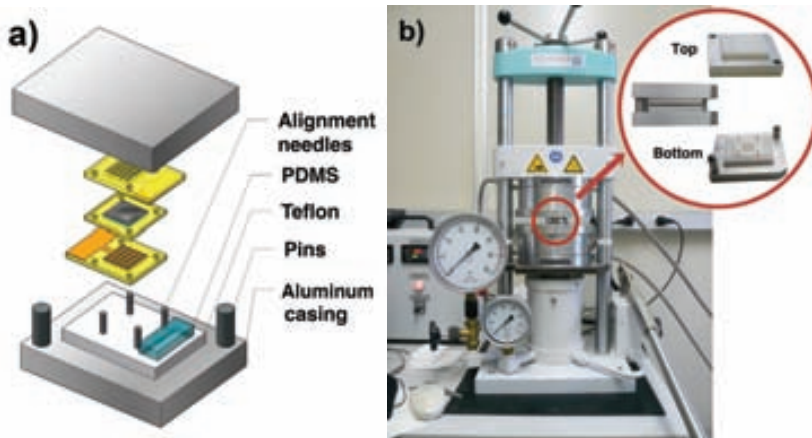 a)
Alignment
needles
PDMS
Teflon
Pins
Aluminum
casing
b)
Top
Bottom